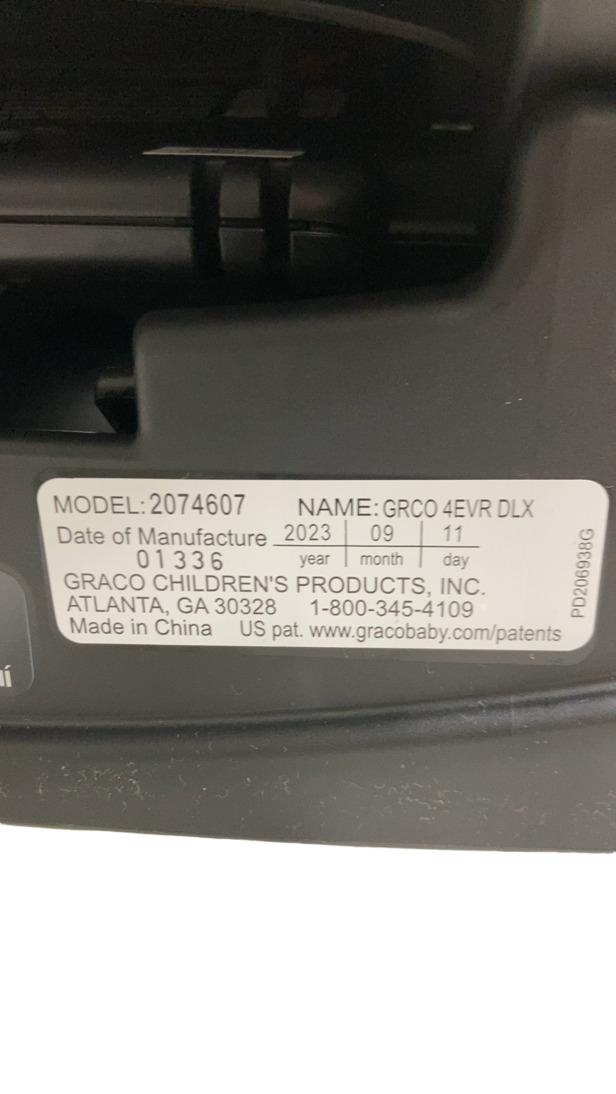 MODEL: 2074607 NAME: GRCO 4EVR DLX
Date of Manufacture 2023 09 11
01336 year month day
GRACO CHILDREN'S PRODUCTS, INC.
ATLANTA, GA 30328 1-800-345-4109
Made in China US pat. www.gracobaby.com/patents
PD206938G